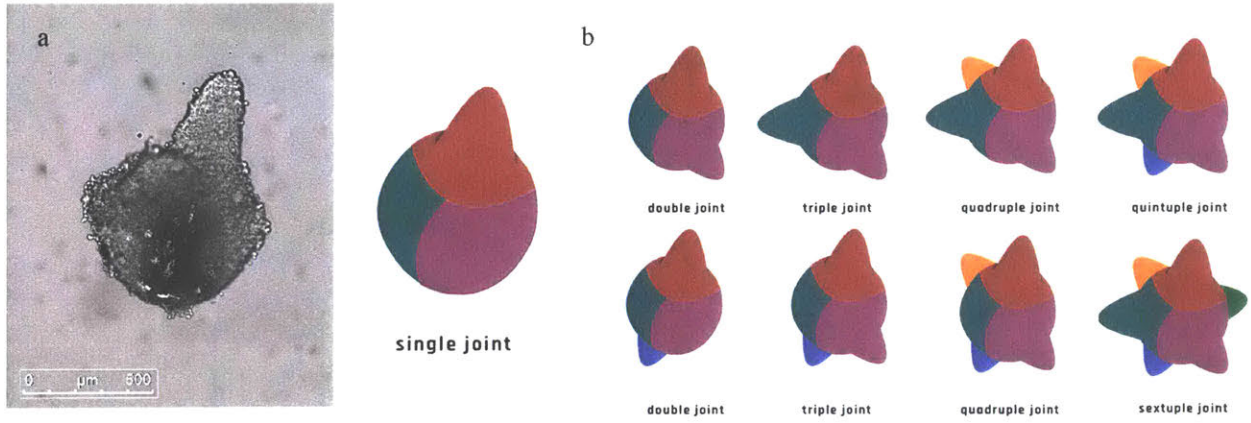 a
0 µm 500
single joint
b
double joint triple joint quadruple joint quintuple joint
double joint triple joint quadruple joint sextuple joint